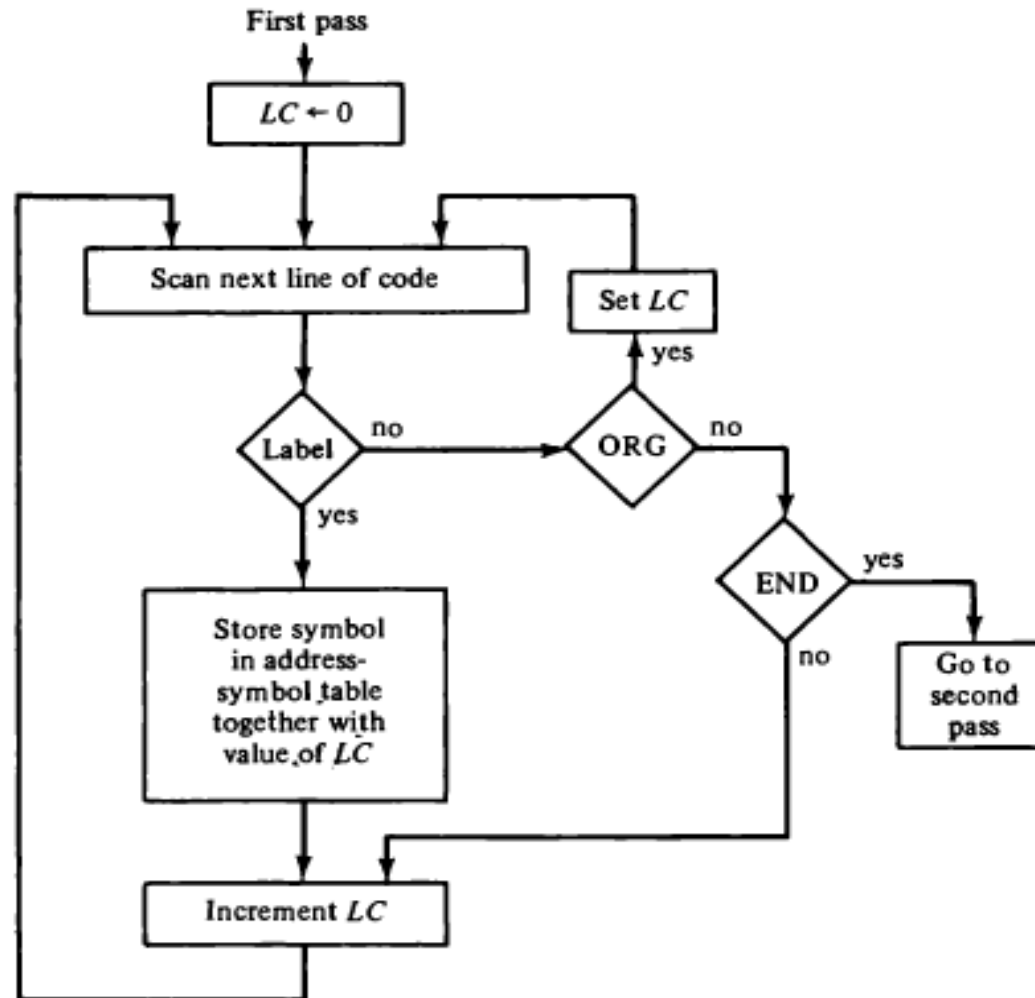 First pass
LC ← 0
Scan next line of code
Set LC
yes
Label
no
ORG
no
yes
END
yes
no
Store symbol
in address-
symbol table
together with
value of LC
Go to
second
pass
Increment LC